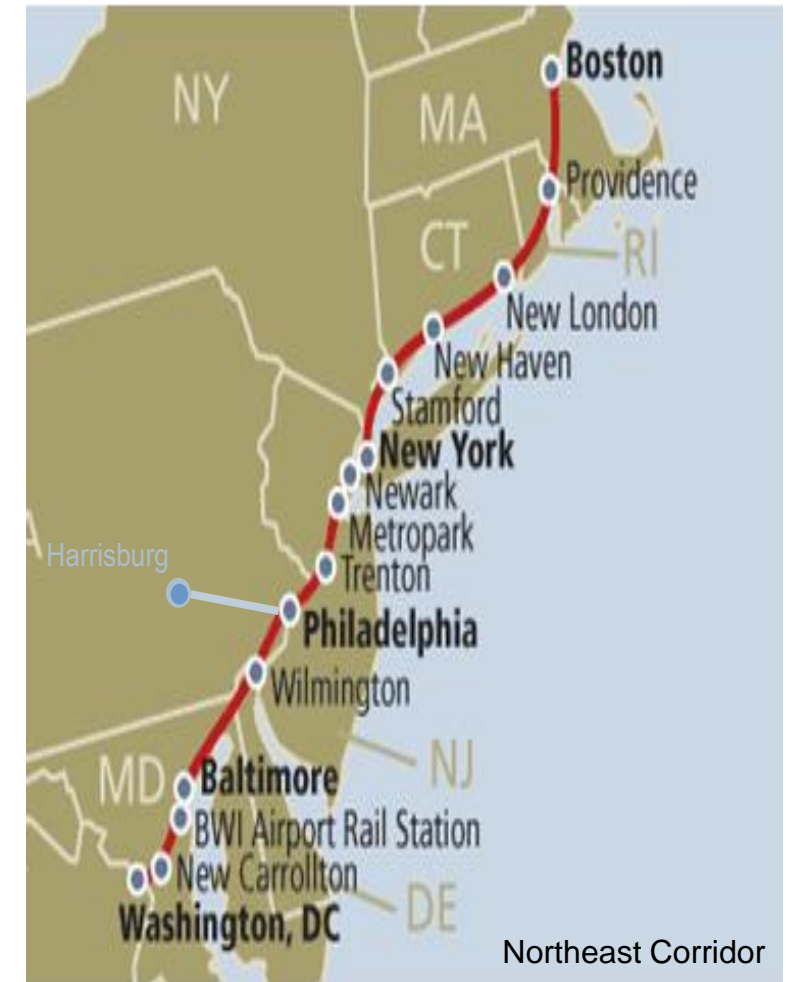 Boston
NY
MA
Providence
CT
RI
New London
New Haven
Stamford
New York
Newark
Metropark
A
Harrisburg
Trenton
Philadelphia
Wilmington
NJ
MD
Baltimore
BWI Airport Rail Station
New Carrollton
DE
Washington, DC
Northeast Corridor